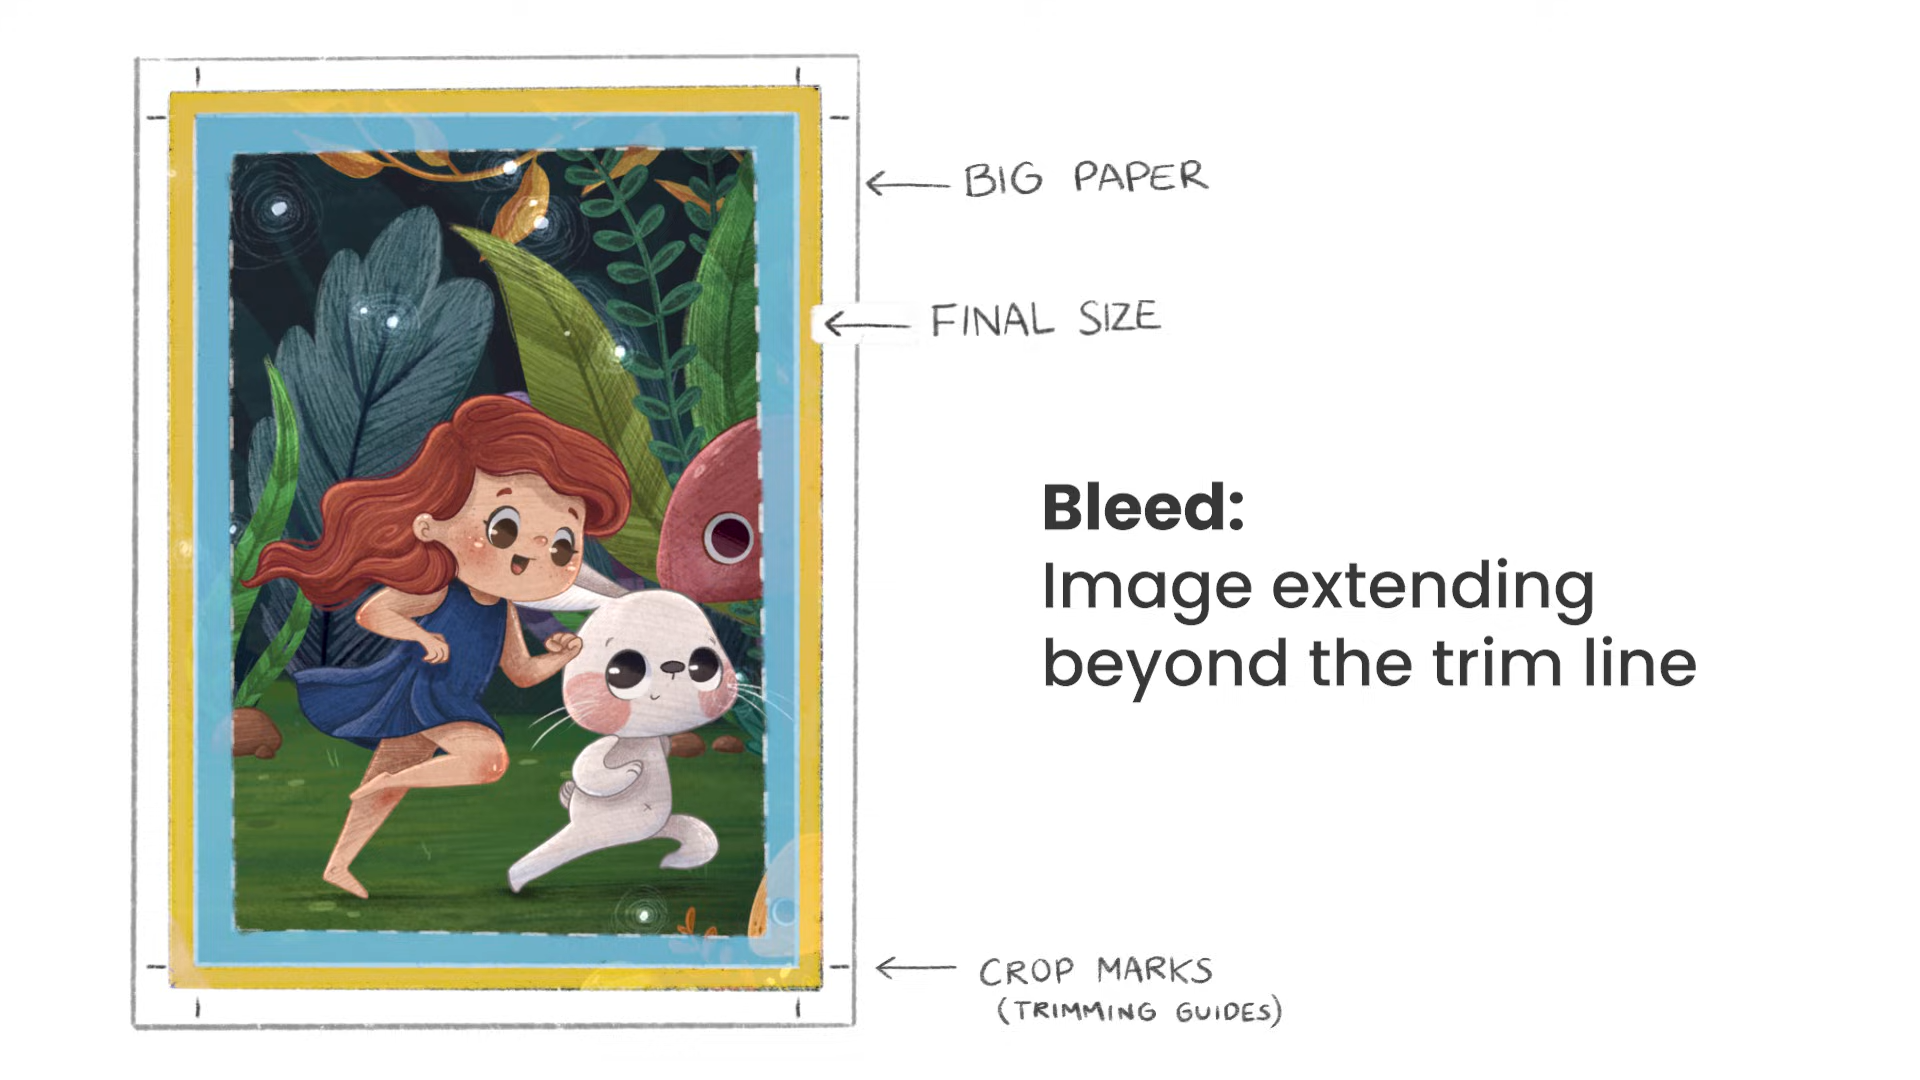 BIG PAPER
FINAL SIZE
Bleed:
Image extending
beyond the trim line
CROP MARKS
(TRIMMING GUIDES)